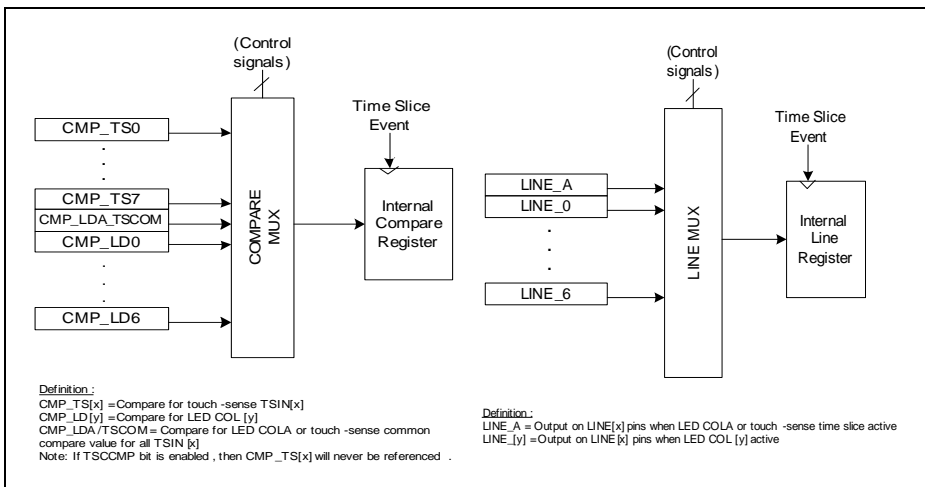 (Control
signals)
Time Slice
Event
CMP_TS0
CMP_TS7
CMP_LDA_TSCOM
CMP_LD0
CMP_LD6
COMPARE
MUX
Internal
Compare
Register
Definition :
CMP_TS[x] = Compare for touch -sense TSIN[x]
CMP_LD[y] = Compare for LED COL [y]
CMP_LDA /TSCOM = Compare for LED COLA or touch -sense common
compare value for all TSIN [x]
Note: If TSCCMP bit is enabled , then CMP_TS[x] will never be referenced .
(Control
signals)
Time Slice
Event
LINE_A
LINE_0
LINE_6
LINE MUX
Internal
Line
Register
Definition :
LINE_A = Output on LINE[x] pins when LED COLA or touch -sense time slice active
LINE_[y] = Output on LINE[x] pins when LED COL [y] active